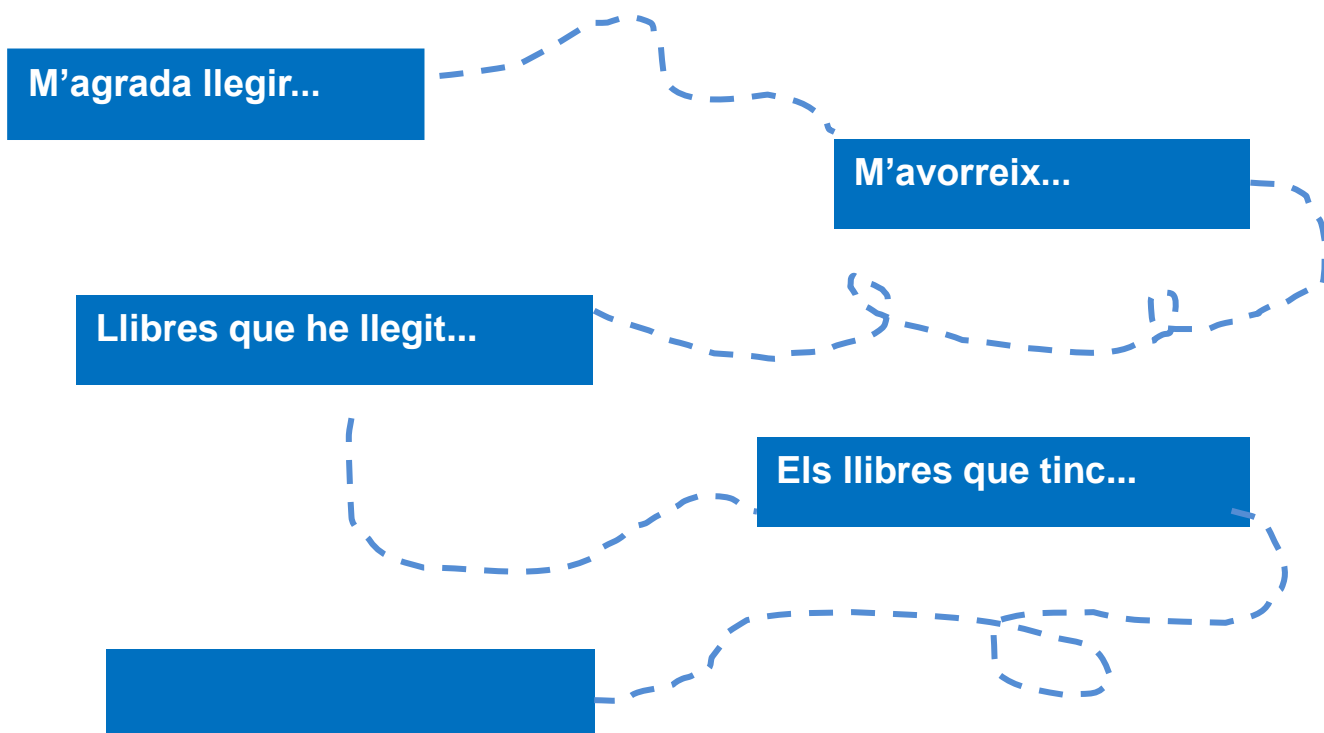 M’agrada llegir...
M’avorreix...
Llibres que he llegit...
Els llibres que tinc...